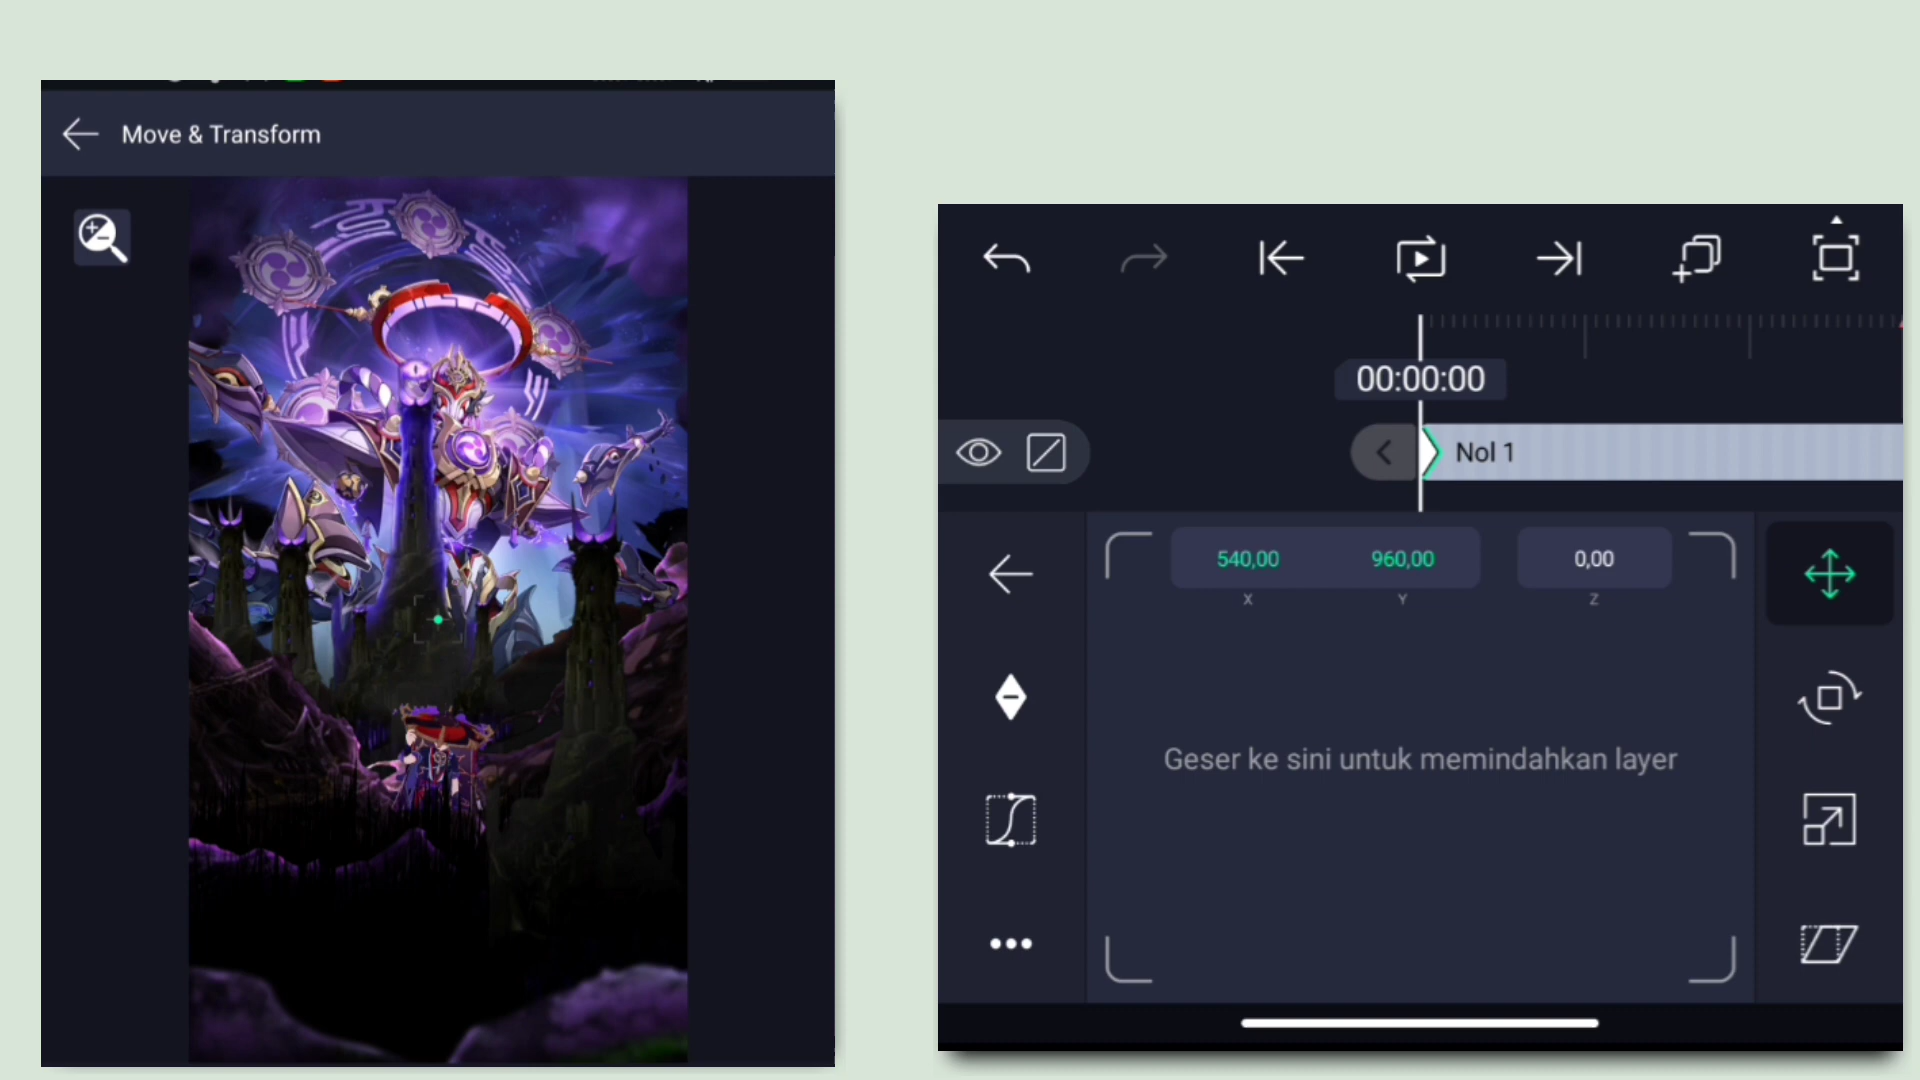 Move & Transform
00:00:00
Nol 1
540,00 960,00 0,00
X Y Z
Geser ke sini untuk memindahkan layer